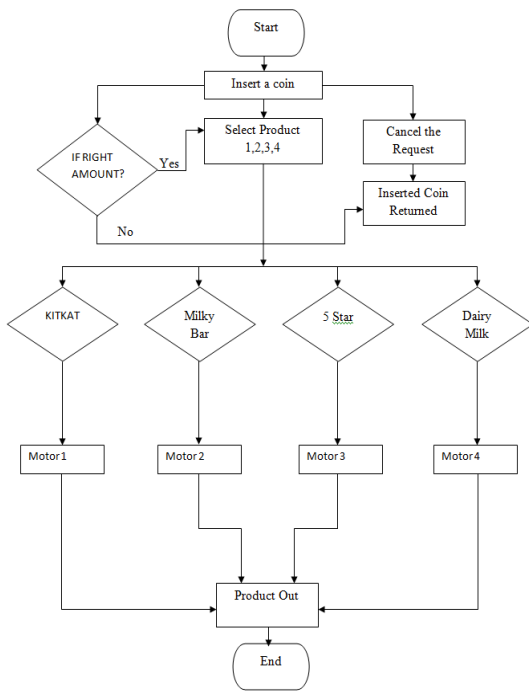 Start
Insert a coin
Select Product
1,2,3,4
Cancel the
Request
IF RIGHT
AMOUNT?
Yes
Inserted Coin
Returned
No
KITKAT
Milky
Bar
5 Star
Dairy
Milk
Motor1
Motor2
Motor3
Motor4
Product Out
End